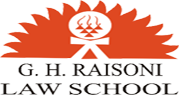 G. H. RAISONI
LAW SCHOOL